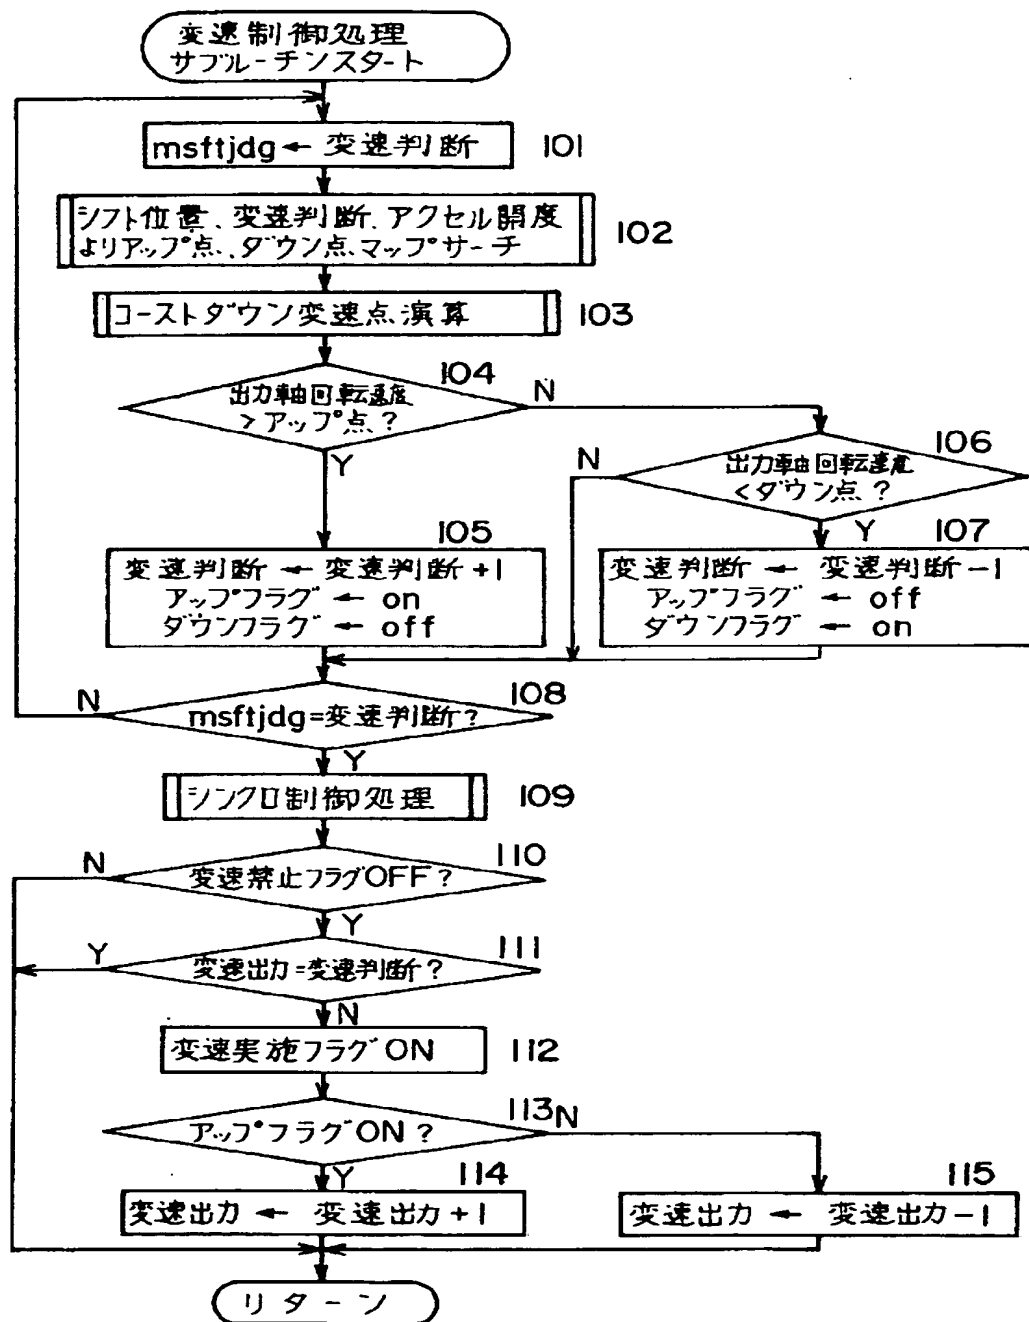 変速制御処理
サブルーチンスタート
msftjdg ← 変速判断 101
シフト位置、変速判断、アクセル開度
よりアップ点、ダウン点、マップサーチ 102
コーストダウン変速点演算 103
104
出力軸回転速度
>アップ点?
N
Y
106
出力軸回転速度
<ダウン点?
N
Y
105
変速判断 ← 変速判断+1
アップフラグ ← on
ダウンフラグ ← off
107
変速判断 ← 変速判断-1
アップフラグ ← off
ダウンフラグ ← on
108
N
msftjdg=変速判断?
Y
シンクロ制御処理 109
110
N
変速禁止フラグOFF?
Y
111
Y
変速出力=変速判断?
N
変速実施フラグON 112
113
N
アップフラグON?
Y
114
変速出力 ← 変速出力+1
115
変速出力 ← 変速出力-1
リターン